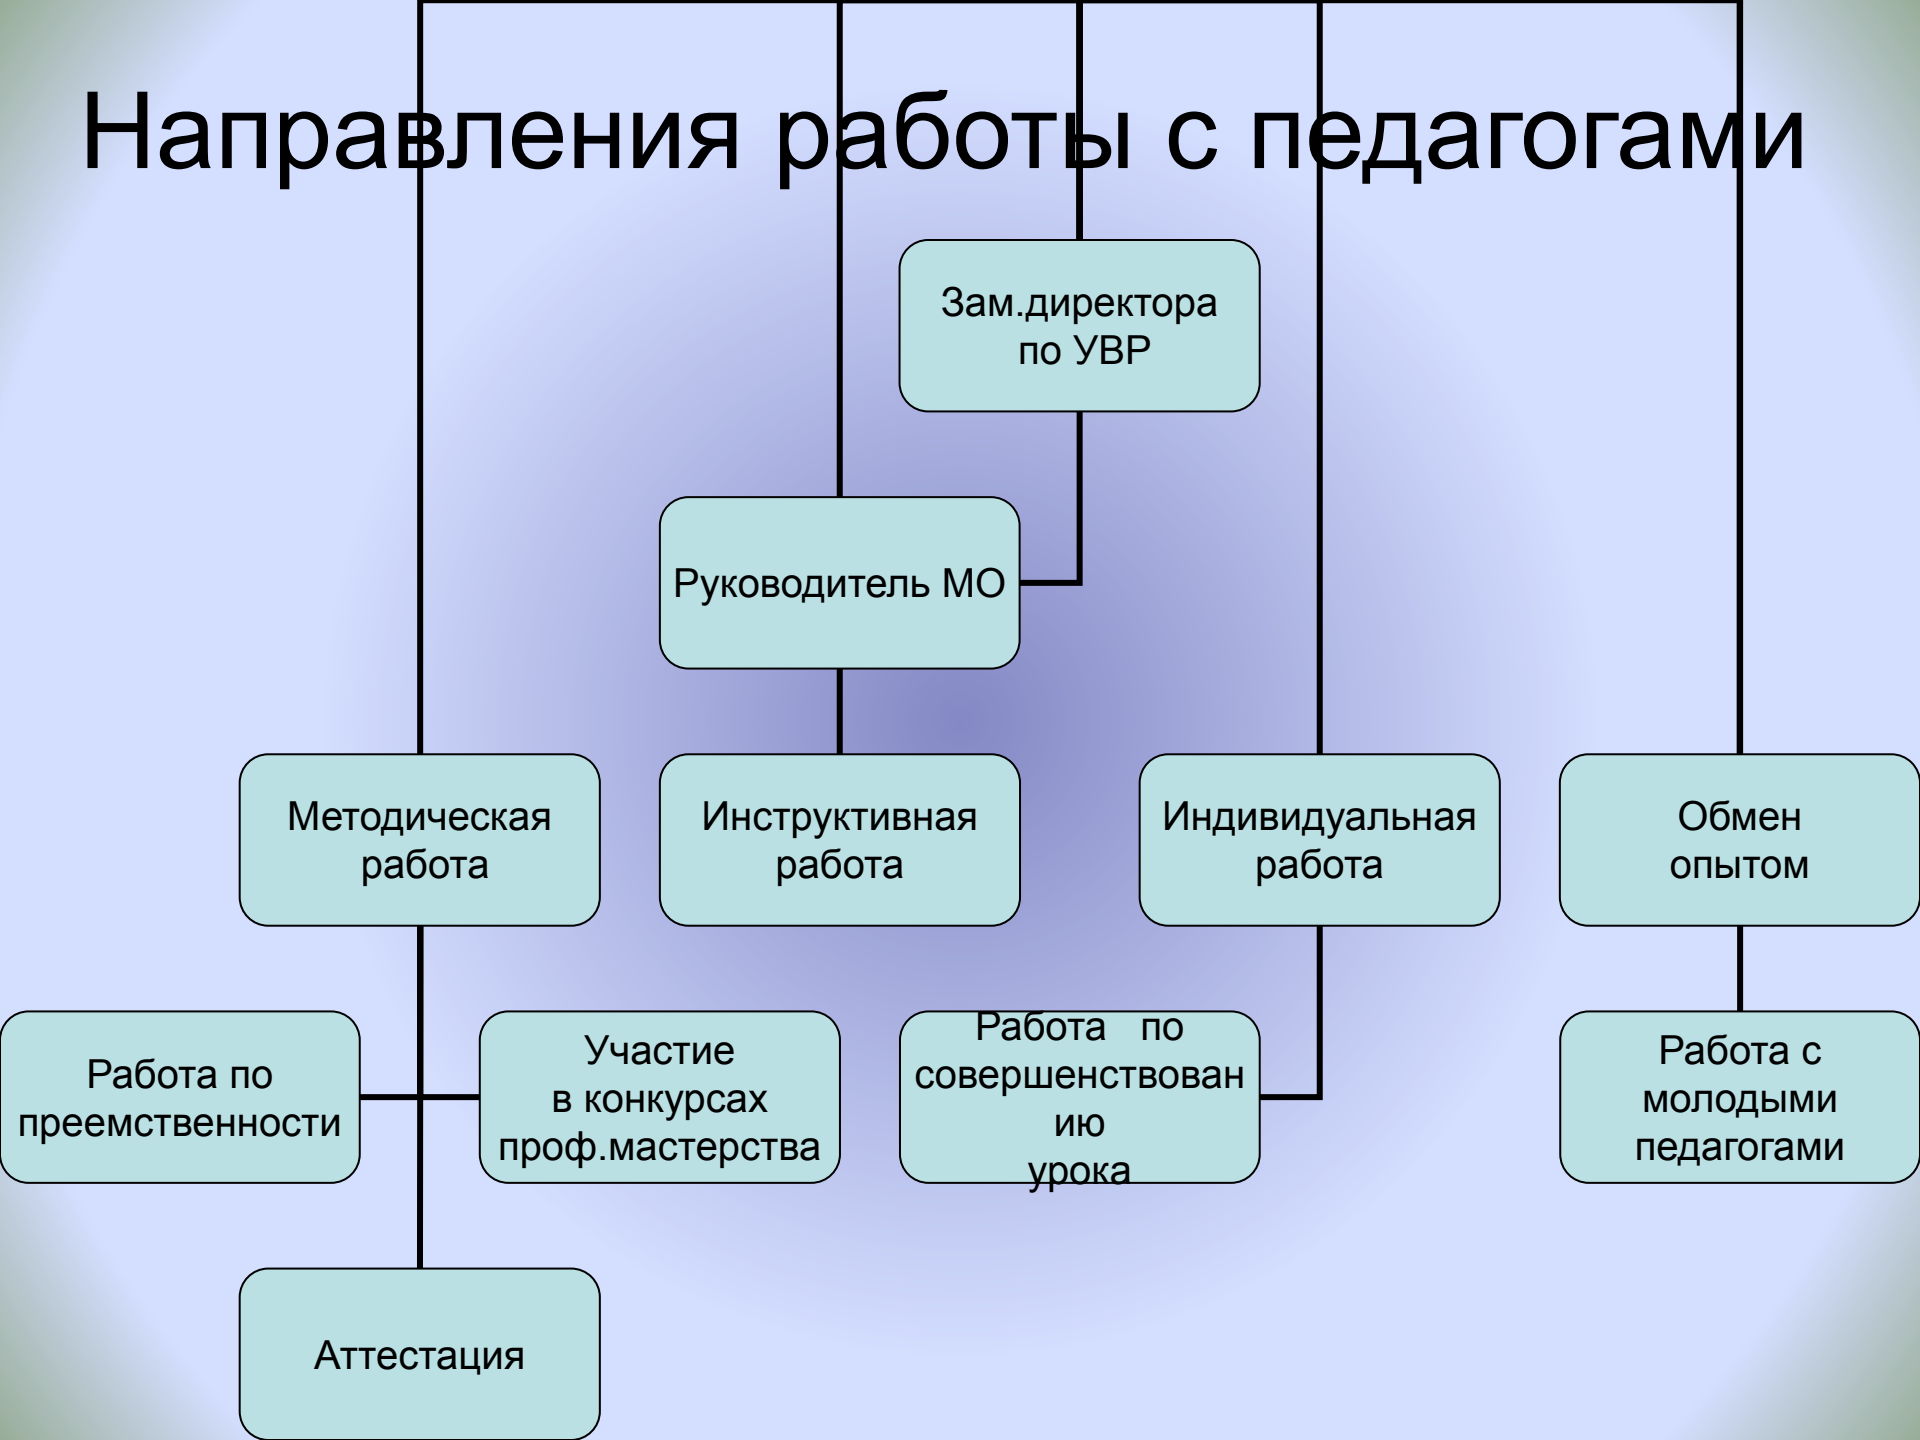 Направления работы с педагогами
Зам.директора
по УВР
Руководитель МО
Методическая
работа
Инструктивная
работа
Индивидуальная
работа
Обмен
опытом
Работа по
преемственности
Участие
в конкурсах
проф.мастерства
Работа по
совершенствован
ию
урока
Работа с
молодыми
педагогами
Аттестация